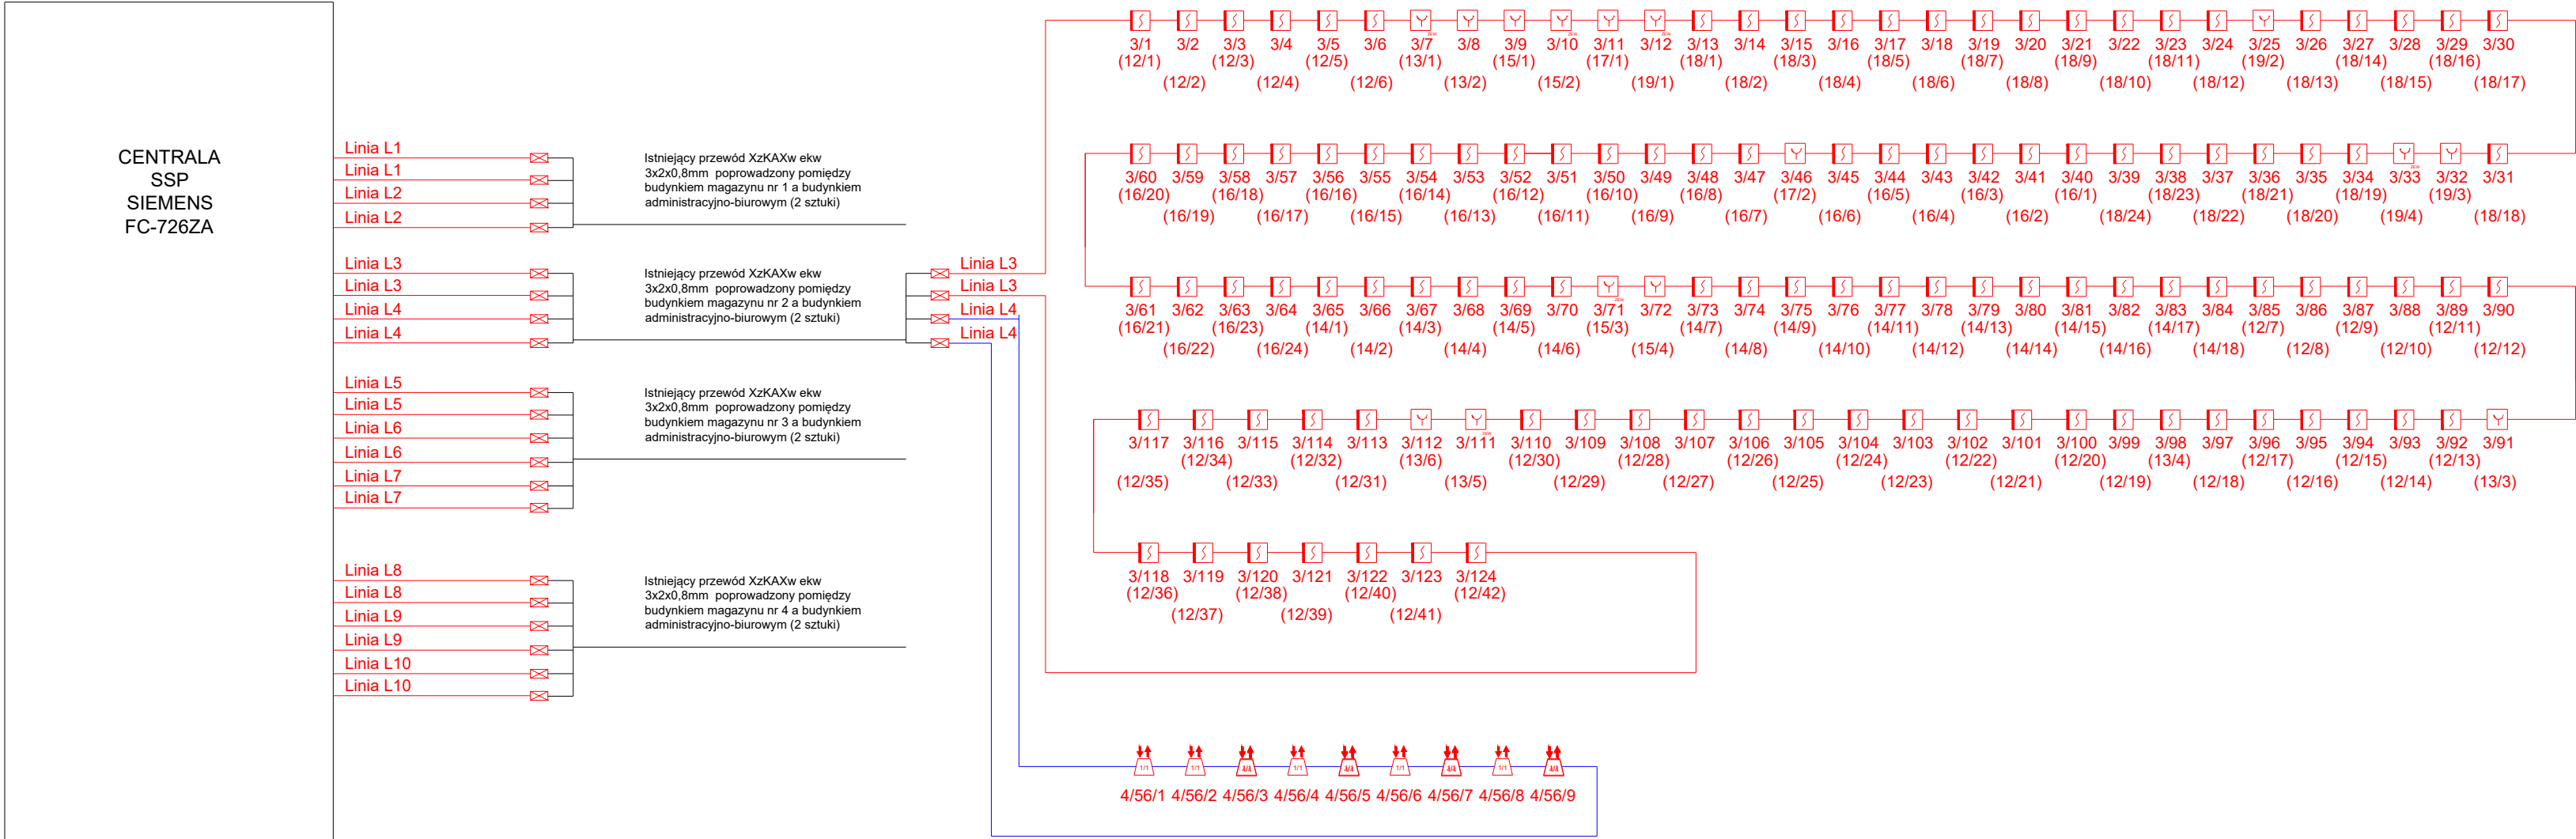 CENTRALA
SSP
SIEMENS
FC-726ZA
Linia L1
Linia L1
Linia L2
Linia L2
Istniejący przewód XzKAXw ekw
3x2x0,8mm poprowadzony pomiędzy
budynkiem magazynu nr 1 a budynkiem
administracyjno-biurowym (2 sztuki)
Linia L3
Linia L3
Linia L4
Linia L4
Istniejący przewód XzKAXw ekw
3x2x0,8mm poprowadzony pomiędzy
budynkiem magazynu nr 2 a budynkiem
administracyjno-biurowym (2 sztuki)
Linia L5
Linia L5
Linia L6
Linia L6
Linia L7
Linia L7
Istniejący przewód XzKAXw ekw
3x2x0,8mm poprowadzony pomiędzy
budynkiem magazynu nr 3 a budynkiem
administracyjno-biurowym (2 sztuki)
Linia L8
Linia L8
Linia L9
Linia L9
Linia L10
Linia L10
Istniejący przewód XzKAXw ekw
3x2x0,8mm poprowadzony pomiędzy
budynkiem magazynu nr 4 a budynkiem
administracyjno-biurowym (2 sztuki)
Linia L3
Linia L3
Linia L4
Linia L4
3/1 3/2 3/3 3/4 3/5 3/6 3/7 3/8 3/9 3/10 3/11 3/12 3/13 3/14 3/15 3/16 3/17 3/18 3/19 3/20 3/21 3/22 3/23 3/24 3/25 3/26 3/27 3/28 3/29 3/30
(12/1) (12/3) (12/5) (13/1) (15/1) (17/1) (18/1) (18/3) (18/5) (18/7) (18/9) (18/11) (19/2) (18/14) (18/16)
(12/2) (12/4) (12/6) (13/2) (15/2) (19/1) (18/2) (18/4) (18/6) (18/8) (18/10) (18/12) (18/13) (18/15) (18/17)
3/60 3/59 3/58 3/57 3/56 3/55 3/54 3/53 3/52 3/51 3/50 3/49 3/48 3/47 3/46 3/45 3/44 3/43 3/42 3/41 3/40 3/39 3/38 3/37 3/36 3/35 3/34 3/33 3/32 3/31
(16/20) (16/18) (16/16) (16/14) (16/12) (16/10) (16/8) (17/2) (16/5) (16/3) (16/1) (18/23) (18/21) (18/19) (19/3)
(16/19) (16/17) (16/15) (16/13) (16/11) (16/9) (16/7) (16/6) (16/4) (16/2) (18/24) (18/22) (18/20) (19/4) (18/18)
3/61 3/62 3/63 3/64 3/65 3/66 3/67 3/68 3/69 3/70 3/71 3/72 3/73 3/74 3/75 3/76 3/77 3/78 3/79 3/80 3/81 3/82 3/83 3/84 3/85 3/86 3/87 3/88 3/89 3/90
(16/21) (16/23) (14/1) (14/3) (14/5) (15/3) (14/7) (14/9) (14/11) (14/13) (14/15) (14/17) (12/7) (12/9) (12/11)
(16/22) (16/24) (14/2) (14/4) (14/6) (15/4) (14/8) (14/10) (14/12) (14/14) (14/16) (14/18) (12/8) (12/10) (12/12)
3/117 3/116 3/115 3/114 3/113 3/112 3/111 3/110 3/109 3/108 3/107 3/106 3/105 3/104 3/103 3/102 3/101 3/100 3/99 3/98 3/97 3/96 3/95 3/94 3/93 3/92 3/91
(12/34) (12/32) (13/6) (12/30) (12/28) (12/26) (12/24) (12/22) (12/20) (13/4) (12/17) (12/15) (12/13)
(12/35) (12/33) (12/31) (13/5) (12/29) (12/27) (12/25) (12/23) (12/21) (12/19) (12/18) (12/16) (12/14) (13/3)
3/118 3/119 3/120 3/121 3/122 3/123 3/124
(12/36) (12/38) (12/40) (12/42)
(12/37) (12/39) (12/41)
1/1 1/1 4/4 1/1 4/4 1/1 4/4 1/1 4/4
4/56/1 4/56/2 4/56/3 4/56/4 4/56/5 4/56/6 4/56/7 4/56/8 4/56/9